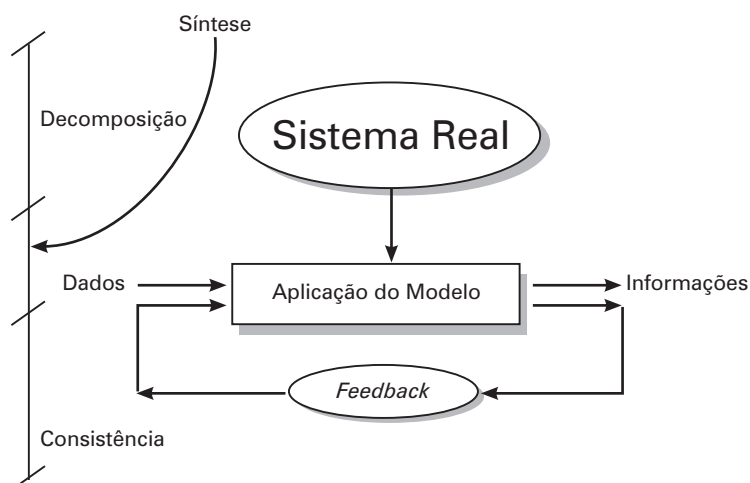 Síntese
Decomposição
Sistema Real
Dados
Aplicação do Modelo
Informações
Feedback
Consistência